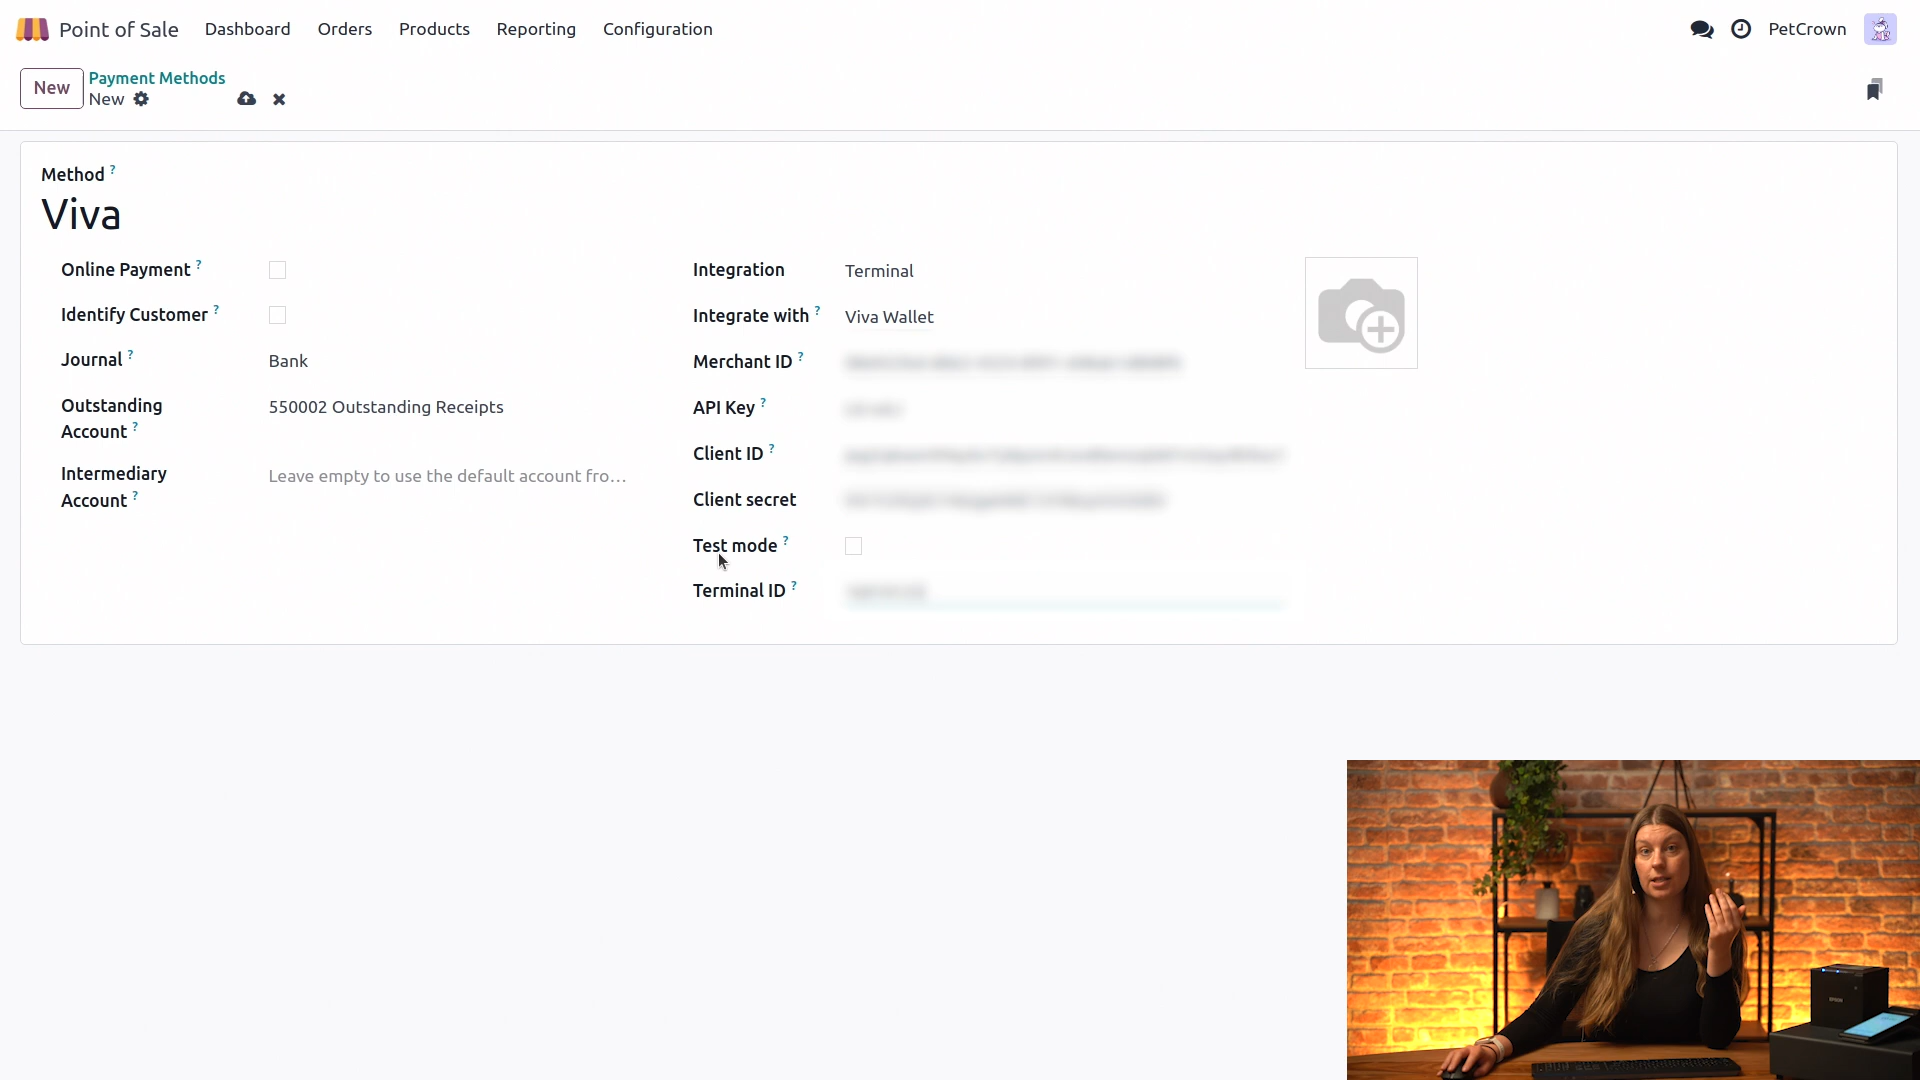 Point of Sale Dashboard Orders Products Reporting Configuration PetCrown
New Payment Methods
New
Method ?
Viva
Online Payment ?
Identify Customer ?
Journal ? Bank
Outstanding Account ? 550002 Outstanding Receipts
Intermediary Account ? Leave empty to use the default account fro...
Integration Terminal
Integrate with ? Viva Wallet
Merchant ID ?
API Key ?
Client ID ?
Client secret
Test mode ?
Terminal ID ?
EPSON